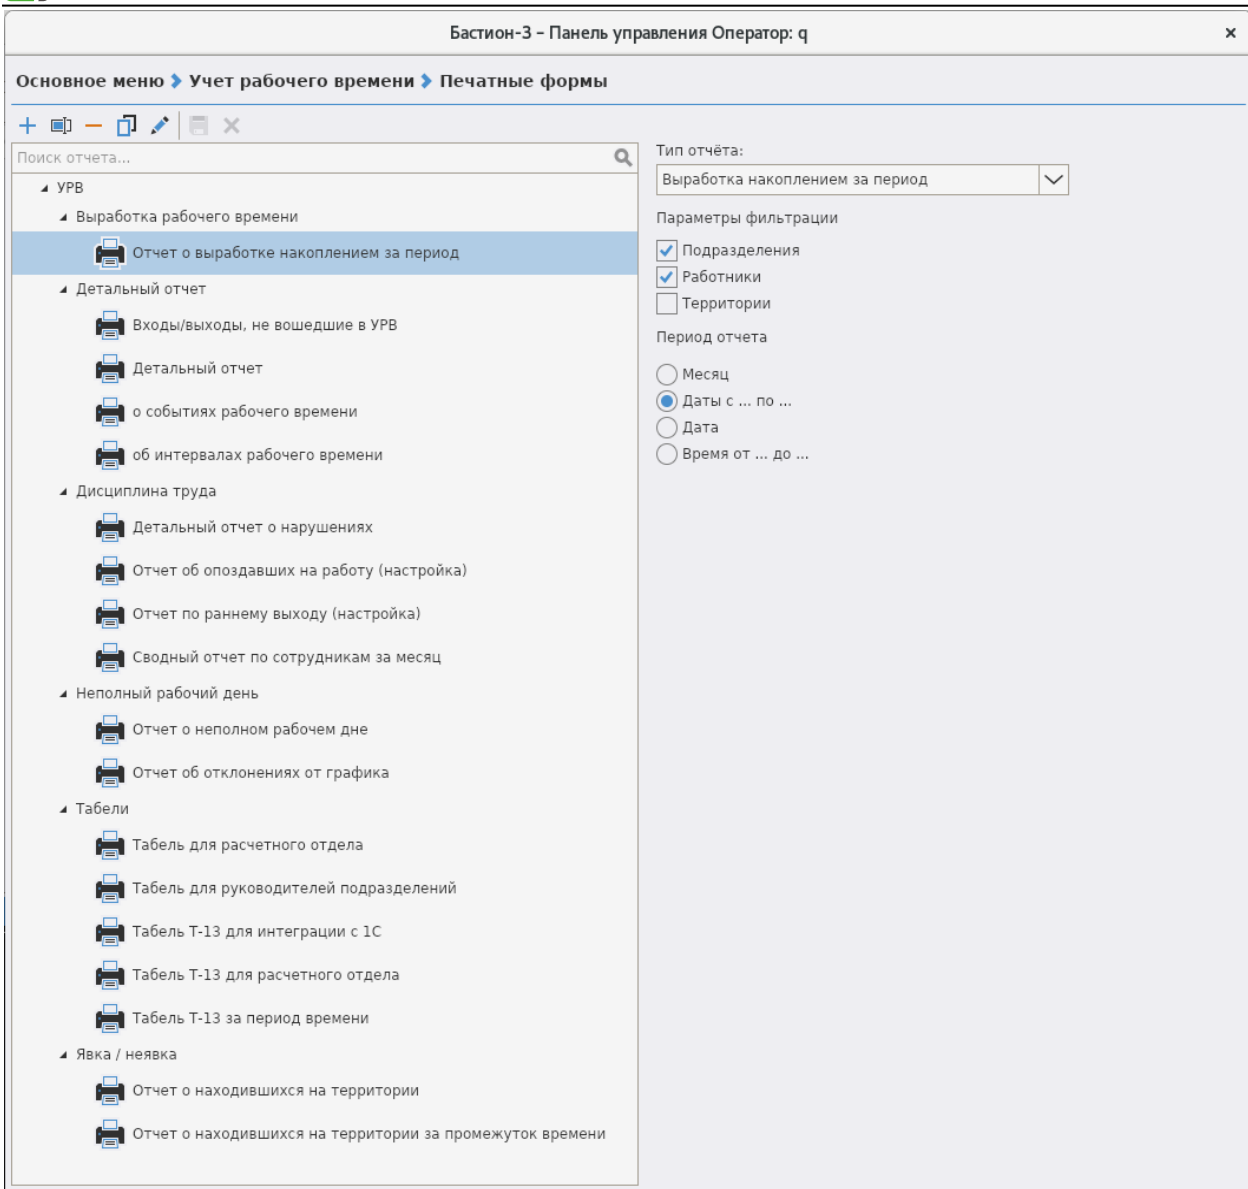 Бастион-3 – Панель управления Оператор: q
Основное меню Учет рабочего времени Печатные формы
Поиск отчета...
УРВ
Выработка рабочего времени
Отчет о выработке накоплением за период
Детальный отчет
Входы/выходы, не вошедшие в УРВ
Детальный отчет
о событиях рабочего времени
об интервалах рабочего времени
Дисциплина труда
Детальный отчет о нарушениях
Отчет об опоздавших на работу (настройка)
Отчет по раннему выходу (настройка)
Сводный отчет по сотрудникам за месяц
Неполный рабочий день
Отчет о неполном рабочем дне
Отчет об отклонениях от графика
Табели
Табель для расчетного отдела
Табель для руководителей подразделений
Табель Т-13 для интеграции с 1С
Табель Т-13 для расчетного отдела
Табель Т-13 за период времени
Явка / неявка
Отчет о находившихся на территории
Отчет о находившихся на территории за промежуток времени
Тип отчёта:
Выработка накоплением за период
Параметры фильтрации
Подразделения
Работники
Территории
Период отчета
Месяц
Даты с ... по ...
Дата
Время от ... до ...